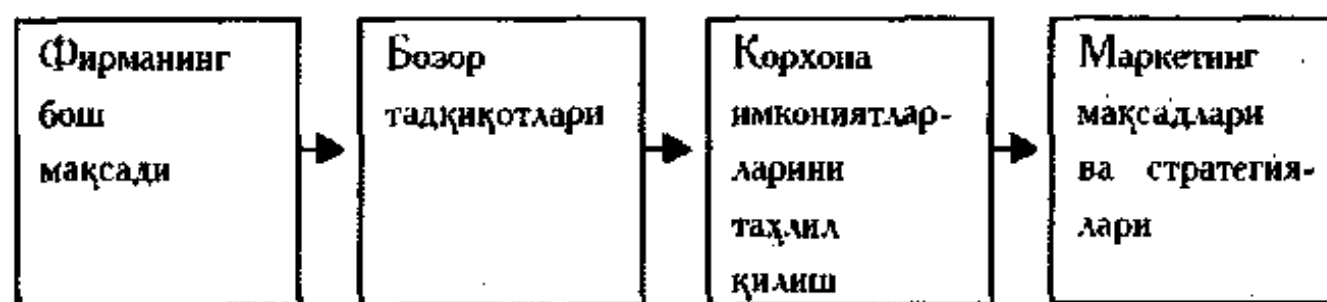 Фирманинг
бош
мақсади
Бозор
тадқиқотлари
Корхона
имкониятлар-
ларини
таҳлил
қилиш
Маркетинг
мақсадлари
ва стратегия-
лари